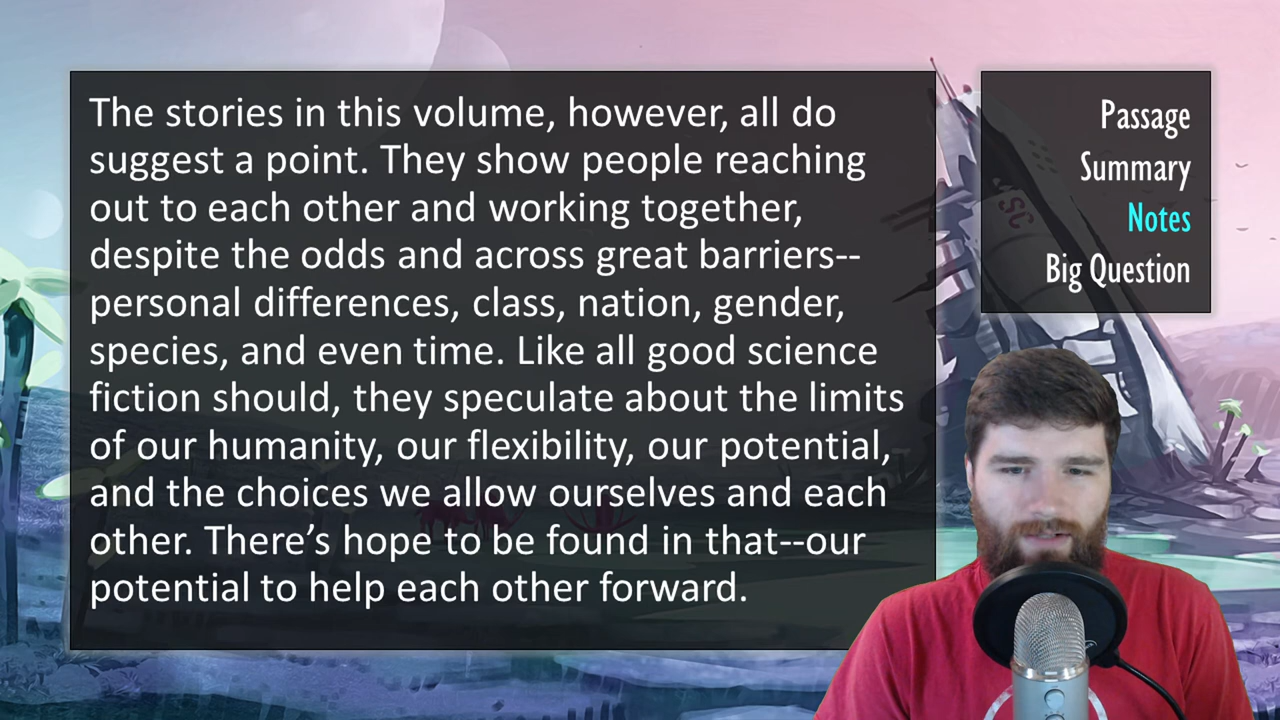 The stories in this volume, however, all do
suggest a point. They show people reaching
out to each other and working together,
despite the odds and across great barriers--
personal differences, class, nation, gender,
species, and even time. Like all good science
fiction should, they speculate about the limits
of our humanity, our flexibility, our potential,
and the choices we allow ourselves and each
other. There’s hope to be found in that--our
potential to help each other forward.
Passage
Summary
Notes
Big Question
SC